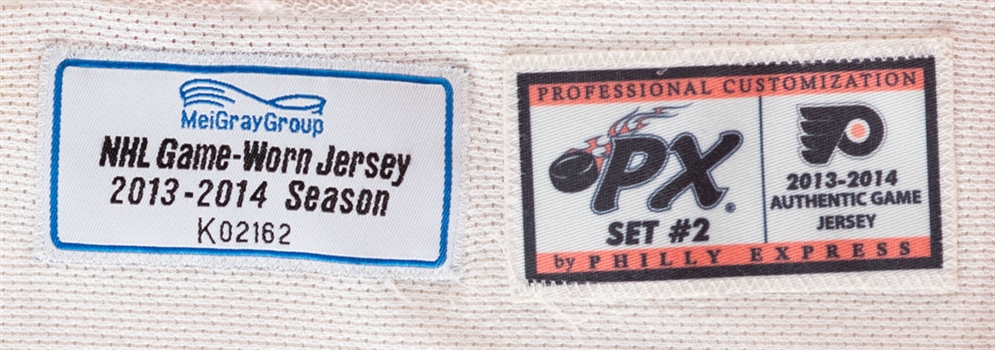 MeiGrayGroup
NHL Game-Worn Jersey
2013-2014 Season
K02162
PROFESSIONAL CUSTOMIZATION
PX®
SET #2
2013-2014
AUTHENTIC GAME
JERSEY
by PHILLY EXPRESS